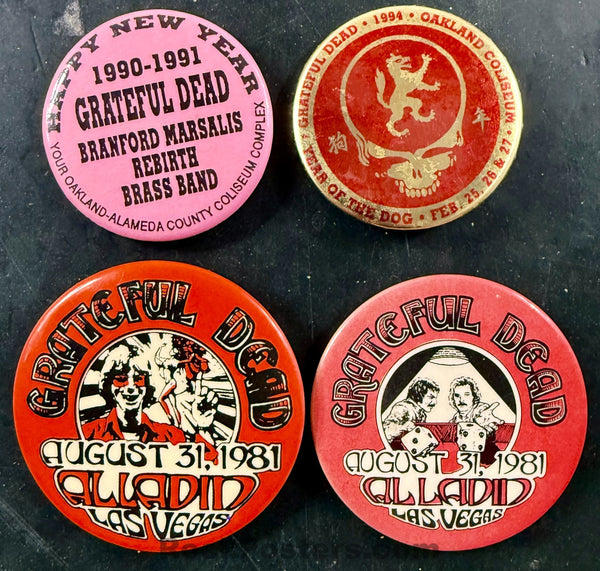 HAPPY NEW YEAR
1990-1991
GRATEFUL DEAD
BRANFORD MARSALIS
REBIRTH
BRASS BAND
YOUR OAKLAND-ALAMEDA COUNTY COLISEUM COMPLEX
GRATEFUL DEAD • 1994 • OAKLAND COLISEUM •
狗 年
YEAR OF THE DOG • FEB. 25, 26 & 27 •
GRATEFUL DEAD
AUGUST 31, 1981
ALLADIN
LAS VEGAS
GRATEFUL DEAD
AUGUST 31, 1981
ALLADIN
LAS VEGAS